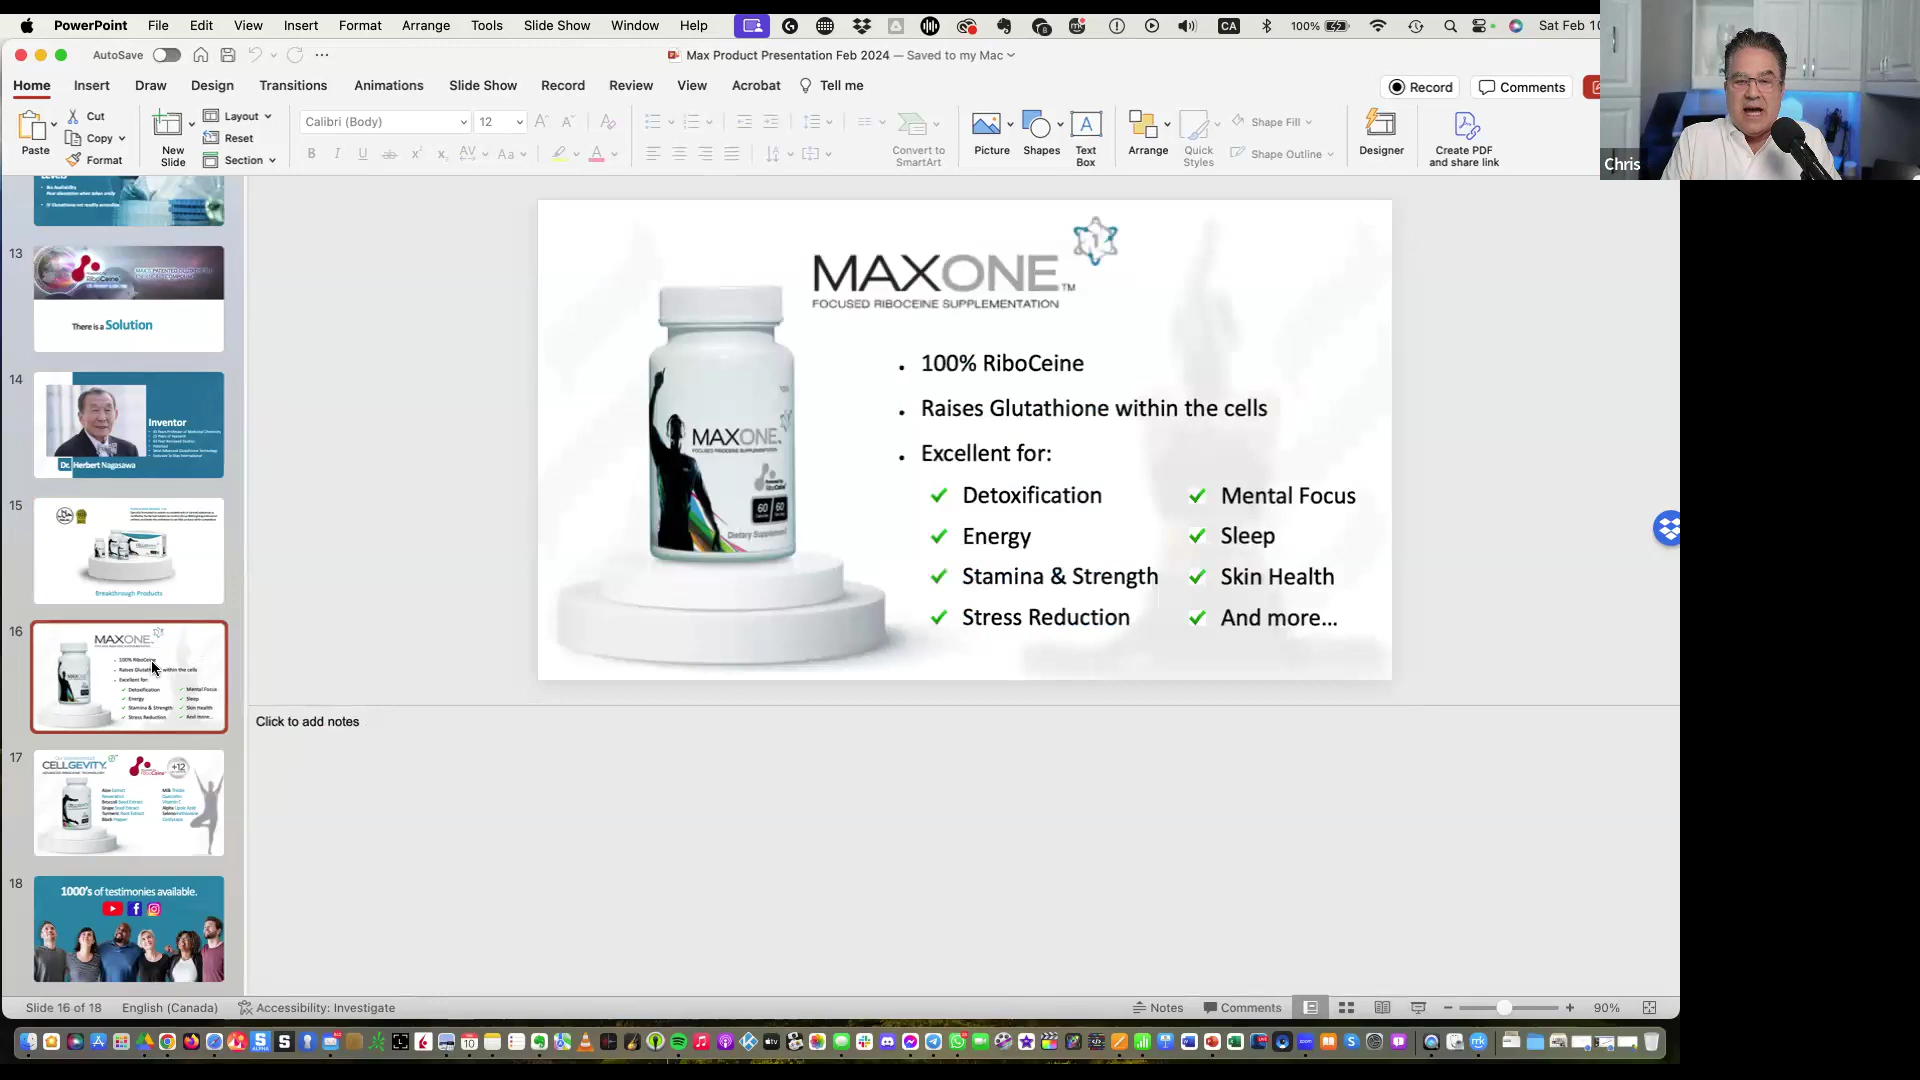 PowerPoint File Edit View Insert Format Arrange Tools Slide Show Window Help
CA 100% Sat Feb 10
AutoSave Max Product Presentation Feb 2024 — Saved to my Mac
Home Insert Draw Design Transitions Animations Slide Show Record Review View Acrobat Tell me
Record Comments
Paste
Cut
Copy
Format
New
Slide
Layout
Reset
Section
Calibri (Body) 12
Convert to
SmartArt
Picture
Shapes
Text
Box
Arrange
Quick
Styles
Shape Fill
Shape Outline
Designer
Create PDF
and share link
Chris
13
There is a Solution
14
Inventor
Dr. Herbert Nagasawa
15
Breakthrough Products
16
MAXONE
100% RiboCeine
Raises Glutathione within the cells
Excellent for:
Detoxification Mental Focus
Energy Sleep
Stamina & Strength Skin Health
Stress Reduction And more...
17
CELLGEVITY
+12
18
1000's of testimonies available.
MAXONE™
FOCUSED RIBOCEINE SUPPLEMENTATION
100% RiboCeine
Raises Glutathione within the cells
Excellent for:
Detoxification Mental Focus
Energy Sleep
Stamina & Strength Skin Health
Stress Reduction And more...
MAXONE
FOCUSED RIBOCEINE SUPPLEMENTATION
60 60
Dietary Supplement
Click to add notes
Slide 16 of 18 English (Canada) Accessibility: Investigate Notes Comments 90%